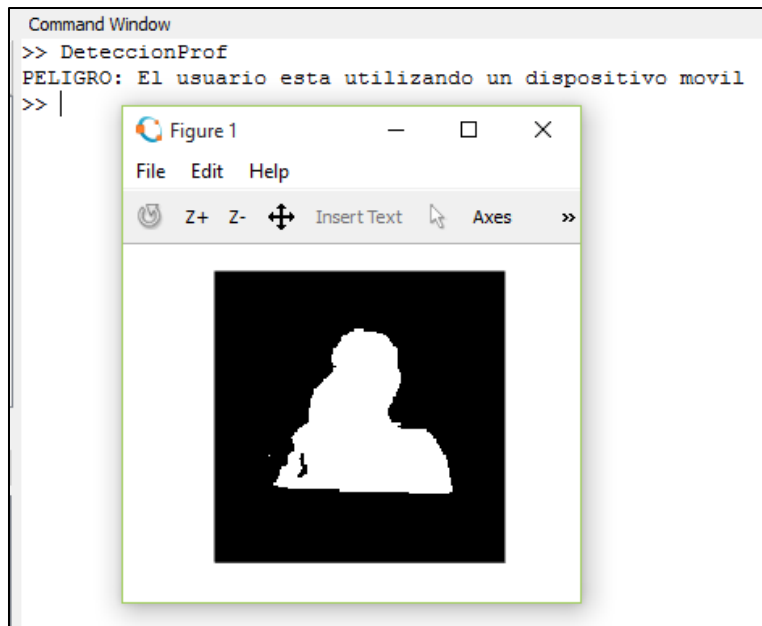 Command Window
>> DeteccionProf
PELIGRO: El usuario esta utilizando un dispositivo movil
>>
Figure 1
File Edit Help
Z+ Z- Insert Text Axes »